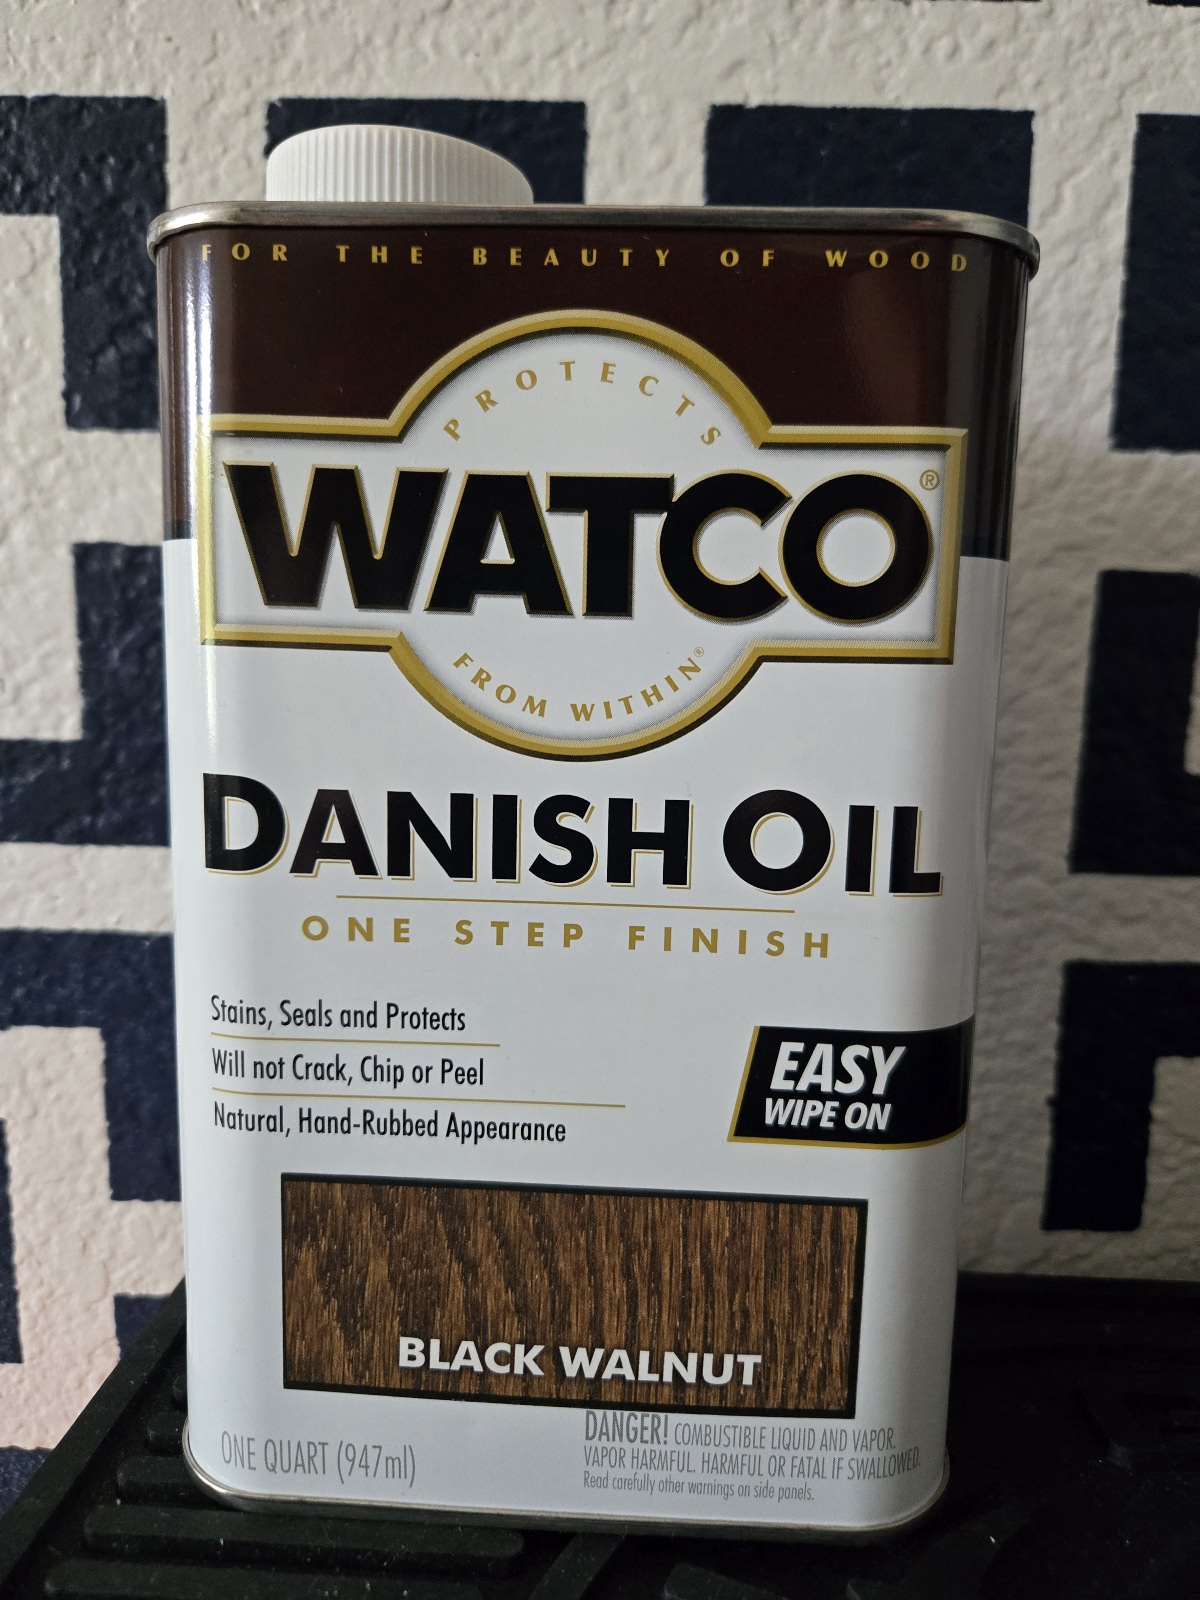 FOR THE BEAUTY OF WOOD
PROTECTS
WATCO®
FROM WITHIN®
DANISH OIL
ONE STEP FINISH
Stains, Seals and Protects
Will not Crack, Chip or Peel
Natural, Hand-Rubbed Appearance
EASY
WIPE ON
BLACK WALNUT
ONE QUART (947ml)
DANGER! COMBUSTIBLE LIQUID AND VAPOR.
VAPOR HARMFUL. HARMFUL OR FATAL IF SWALLOWED.
Read carefully other warnings on side panels.